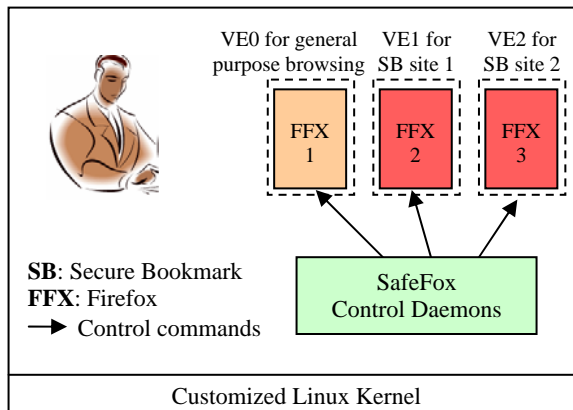 VE0 for general
purpose browsing
VE1 for
SB site 1
VE2 for
SB site 2
FFX
1
FFX
2
FFX
3
SB: Secure Bookmark
FFX: Firefox
Control commands
SafeFox
Control Daemons
Customized Linux Kernel